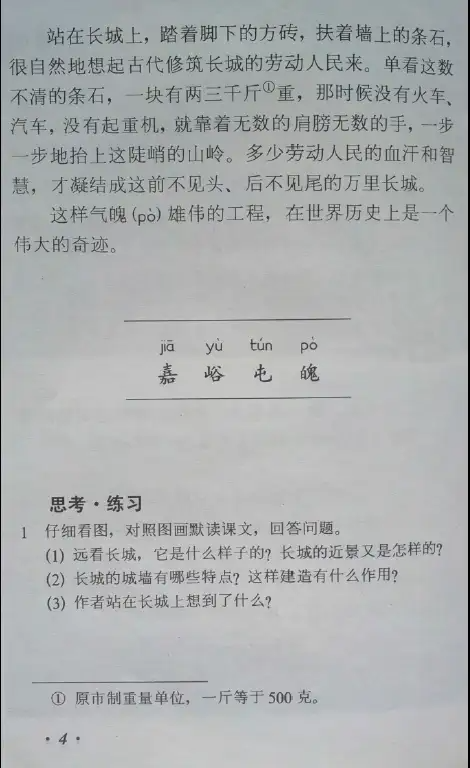 站在长城上，踏着脚下的方砖，扶着墙上的条石，
很自然地想起古代修筑长城的劳动人民来。单看这数
不清的条石，一块有两三千斤①重，那时候没有火车、
汽车，没有起重机，就靠着无数的肩膀无数的手，一步
一步地抬上这陡峭的山岭。多少劳动人民的血汗和智
慧，才凝结成这前不见头、后不见尾的万里长城。
这样气魄(pò)雄伟的工程，在世界历史上是一个
伟大的奇迹。
jiā yù tún pò
嘉 峪 屯 魄
思考·练习
1 仔细看图，对照图画默读课文，回答问题。
(1) 远看长城，它是什么样子的？长城的近景又是怎样的？
(2) 长城的城墙有哪些特点？这样建造有什么作用？
(3) 作者站在长城上想到了什么？
① 原市制重量单位，一斤等于500克。
·4·